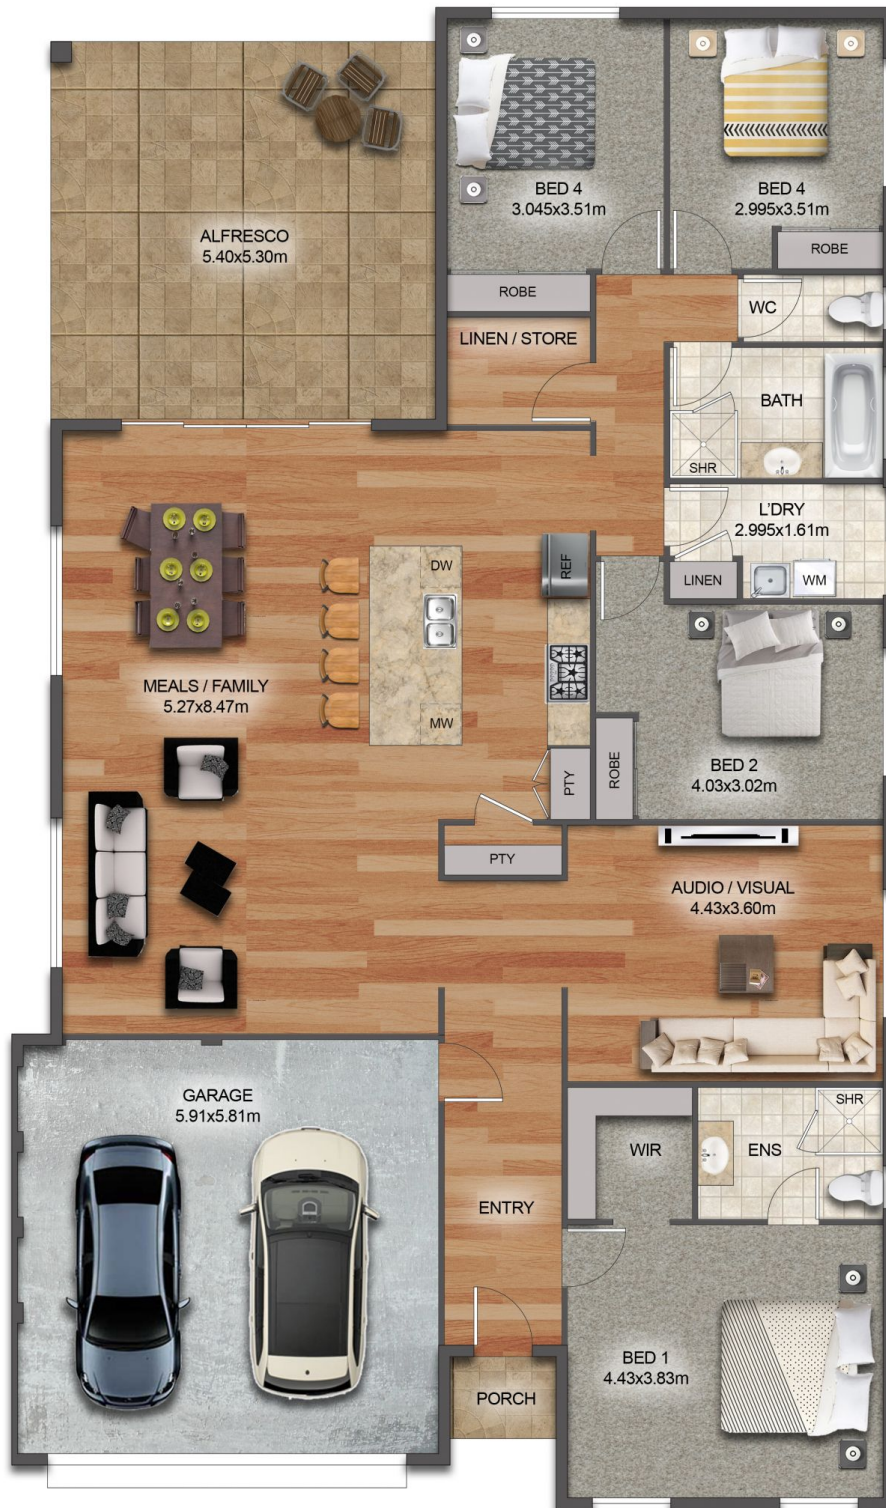 BED 4
3.045x3.51m
BED 4
2.995x3.51m
ALFRESCO
5.40x5.30m
ROBE
ROBE
WC
LINEN / STORE
BATH
SHR
L'DRY
2.995x1.61m
DW
REF
LINEN
WM
MEALS / FAMILY
5.27x8.47m
MW
BED 2
4.03x3.02m
ROBE
PTY
PTY
AUDIO / VISUAL
4.43x3.60m
GARAGE
5.91x5.81m
SHR
WIR
ENS
ENTRY
BED 1
4.43x3.83m
PORCH